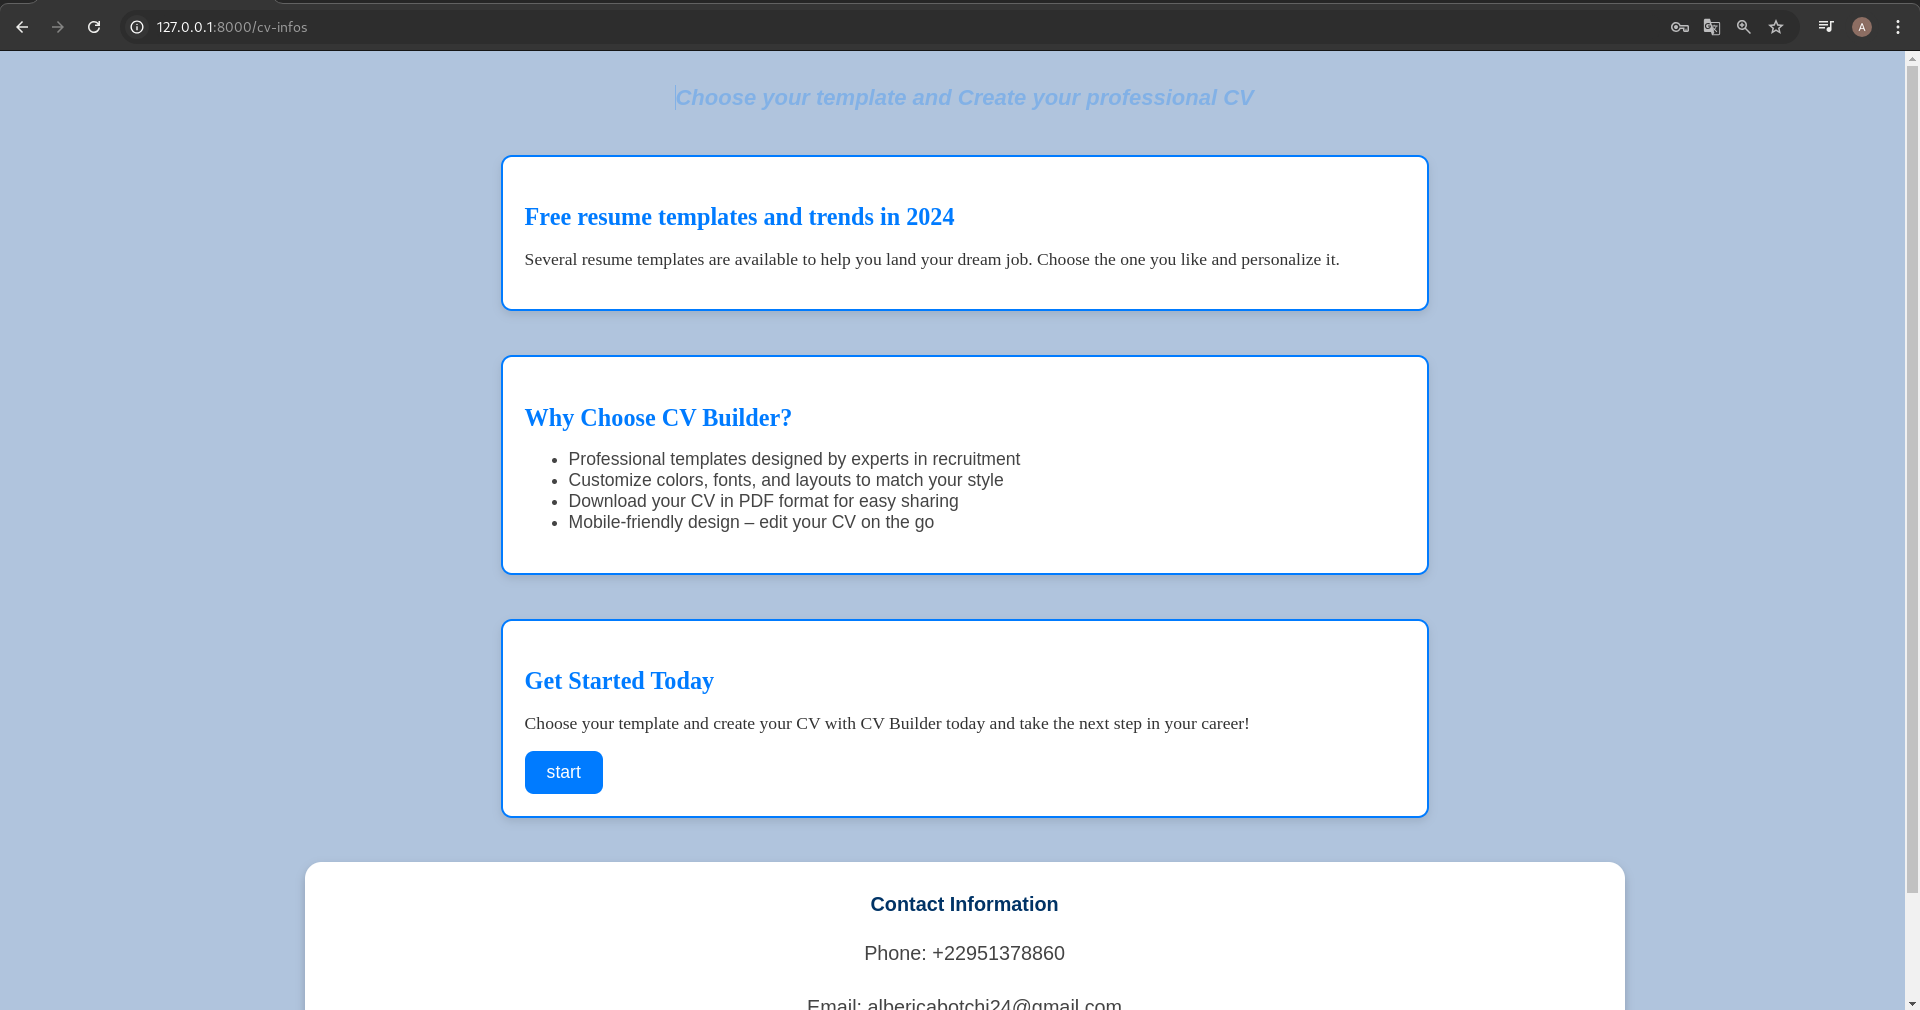 127.0.0.1:8000/cv-infos
A
Choose your template and Create your professional CV
Free resume templates and trends in 2024
Several resume templates are available to help you land your dream job. Choose the one you like and personalize it.
Why Choose CV Builder?
• Professional templates designed by experts in recruitment
• Customize colors, fonts, and layouts to match your style
• Download your CV in PDF format for easy sharing
• Mobile-friendly design – edit your CV on the go
Get Started Today
Choose your template and create your CV with CV Builder today and take the next step in your career!
start
Contact Information
Phone: +22951378860
Email: albericabotchi24@gmail.com